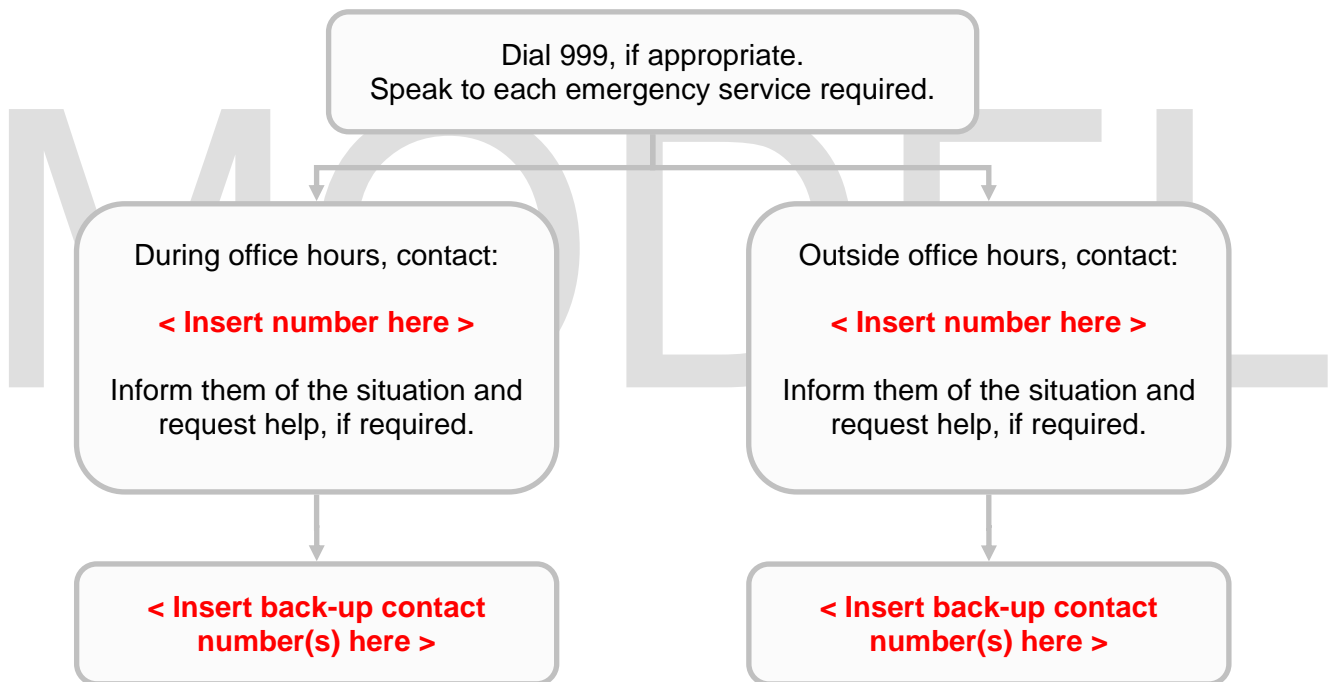 Dial 999, if appropriate.
Speak to each emergency service required.
MODEL
During office hours, contact:
< Insert number here >
Inform them of the situation and
request help, if required.
Outside office hours, contact:
< Insert number here >
Inform them of the situation and
request help, if required.
< Insert back-up contact
number(s) here >
< Insert back-up contact
number(s) here >